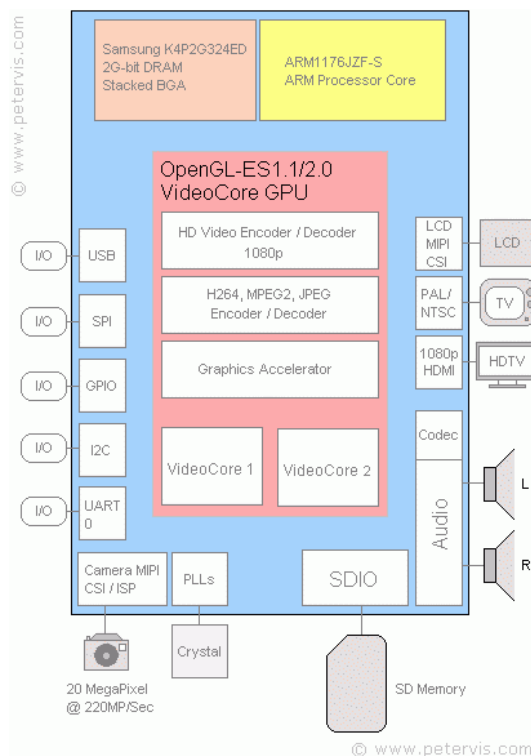 © www.petervis.com
Samsung K4P2G324ED
2G-bit DRAM
Stacked BGA
ARM1176JZF-S
ARM Processor Core
OpenGL-ES1.1/2.0
VideoCore GPU
HD Video Encoder / Decoder
1080p
H264, MPEG2, JPEG
Encoder / Decoder
Graphics Accelerator
VideoCore 1
VideoCore 2
I/O
USB
I/O
SPI
I/O
GPIO
I/O
I2C
I/O
UART
0
LCD
MIPI
CSI
LCD
PAL/
NTSC
TV
1080p
HDMI
HDTV
Codec
Audio
L
R
Camera MIPI
CSI / ISP
PLLs
SDIO
Crystal
20 MegaPixel
@ 220MP/Sec
SD Memory
© www.petervis.com